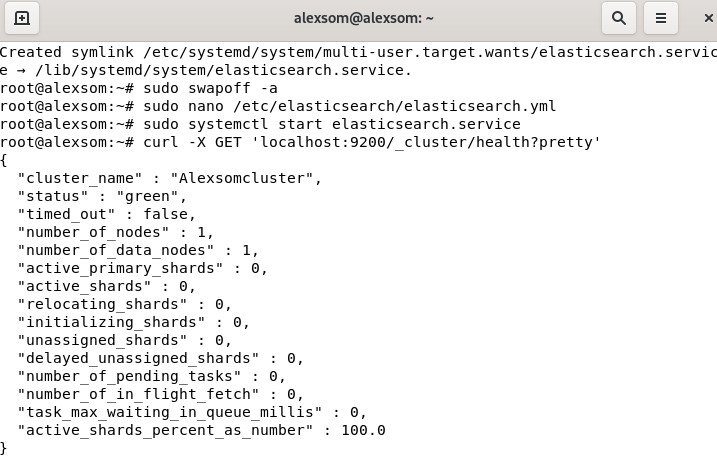 alexsom@alexsom: ~
Created symlink /etc/systemd/system/multi-user.target.wants/elasticsearch.servic
e → /lib/systemd/system/elasticsearch.service.
root@alexsom:~# sudo swapoff -a
root@alexsom:~# sudo nano /etc/elasticsearch/elasticsearch.yml
root@alexsom:~# sudo systemctl start elasticsearch.service
root@alexsom:~# curl -X GET 'localhost:9200/_cluster/health?pretty'
{
  "cluster_name" : "Alexsomcluster",
  "status" : "green",
  "timed_out" : false,
  "number_of_nodes" : 1,
  "number_of_data_nodes" : 1,
  "active_primary_shards" : 0,
  "active_shards" : 0,
  "relocating_shards" : 0,
  "initializing_shards" : 0,
  "unassigned_shards" : 0,
  "delayed_unassigned_shards" : 0,
  "number_of_pending_tasks" : 0,
  "number_of_in_flight_fetch" : 0,
  "task_max_waiting_in_queue_millis" : 0,
  "active_shards_percent_as_number" : 100.0
}